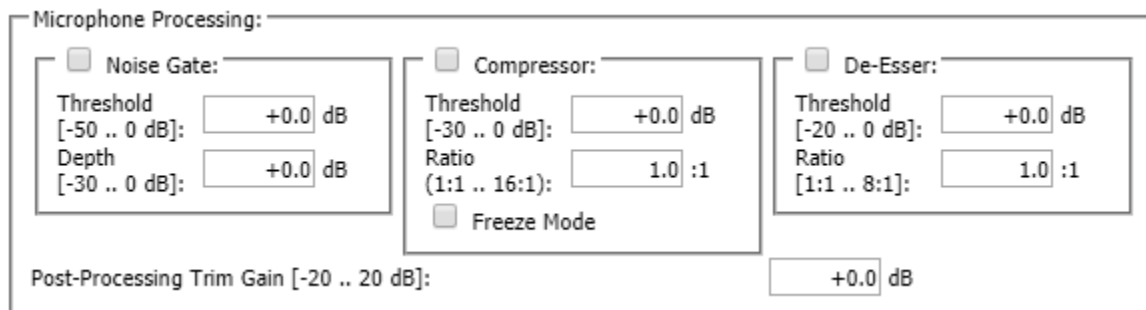 Microphone Processing:
Noise Gate:
Threshold
[-50 .. 0 dB]: +0.0 dB
Depth
[-30 .. 0 dB]: +0.0 dB
Compressor:
Threshold
[-30 .. 0 dB]: +0.0 dB
Ratio
(1:1 .. 16:1): 1.0 :1
Freeze Mode
De-Esser:
Threshold
[-20 .. 0 dB]: +0.0 dB
Ratio
[1:1 .. 8:1]: 1.0 :1
Post-Processing Trim Gain [-20 .. 20 dB]: +0.0 dB